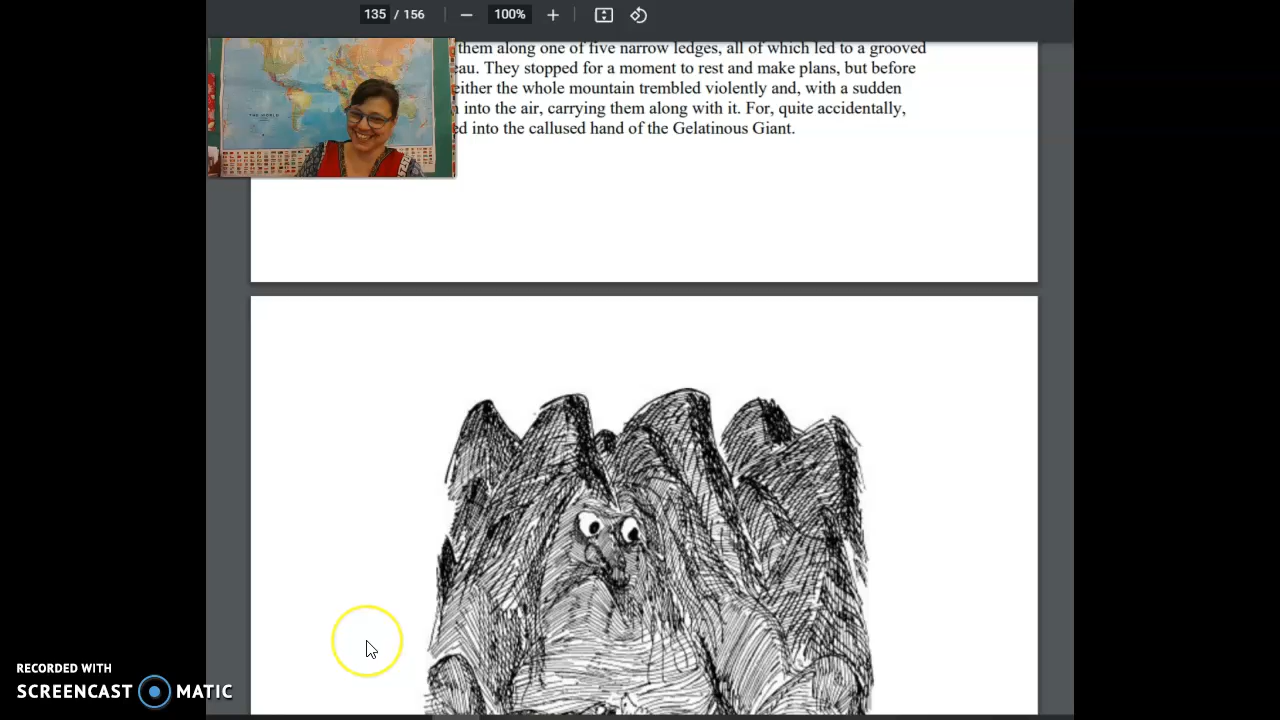 135 / 156 100%
them along one of five narrow ledges, all of which led to a grooved
eau. They stopped for a moment to rest and make plans, but before
either the whole mountain trembled violently and, with a sudden
into the air, carrying them along with it. For, quite accidentally,
ed into the callused hand of the Gelatinous Giant.
THE WORLD
RECORDED WITH
SCREENCAST MATIC